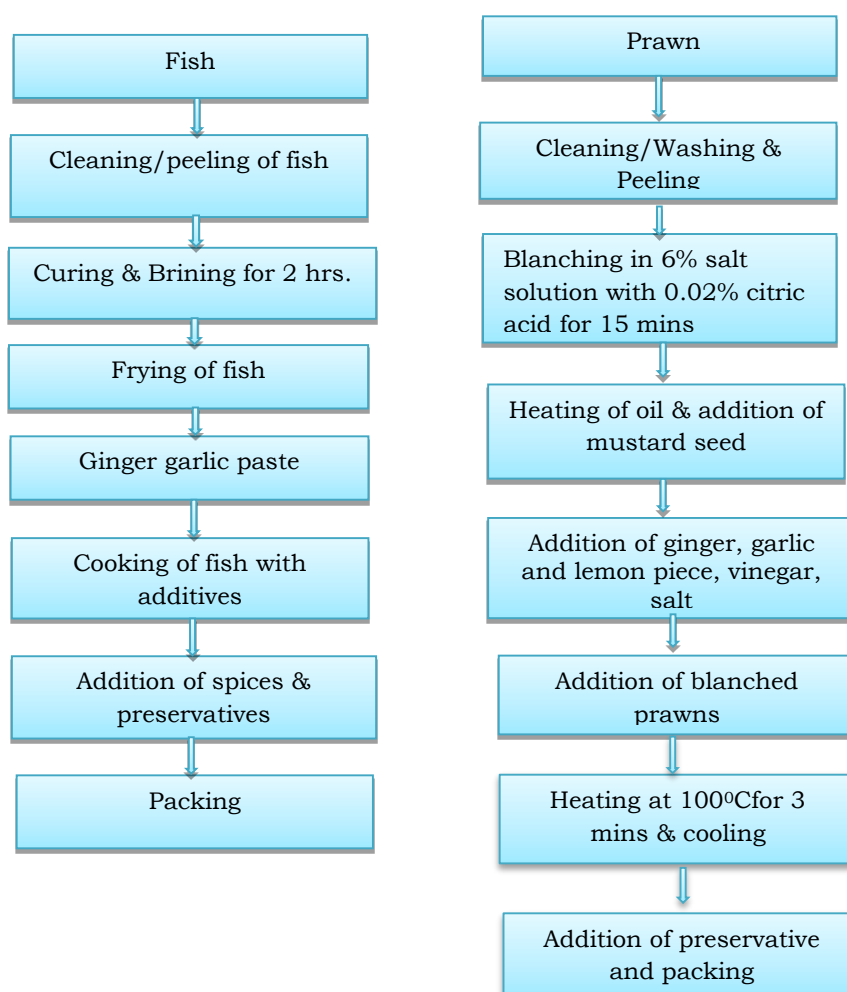 Fish
Cleaning/peeling of fish
Curing & Brining for 2 hrs.
Frying of fish
Ginger garlic paste
Cooking of fish with
additives
Addition of spices &
preservatives
Packing
Prawn
Cleaning/Washing &
Peeling
Blanching in 6% salt
solution with 0.02% citric
acid for 15 mins
Heating of oil & addition of
mustard seed
Addition of ginger, garlic
and lemon piece, vinegar,
salt
Addition of blanched
prawns
Heating at 100⁰Cfor 3
mins & cooling
Addition of preservative
and packing